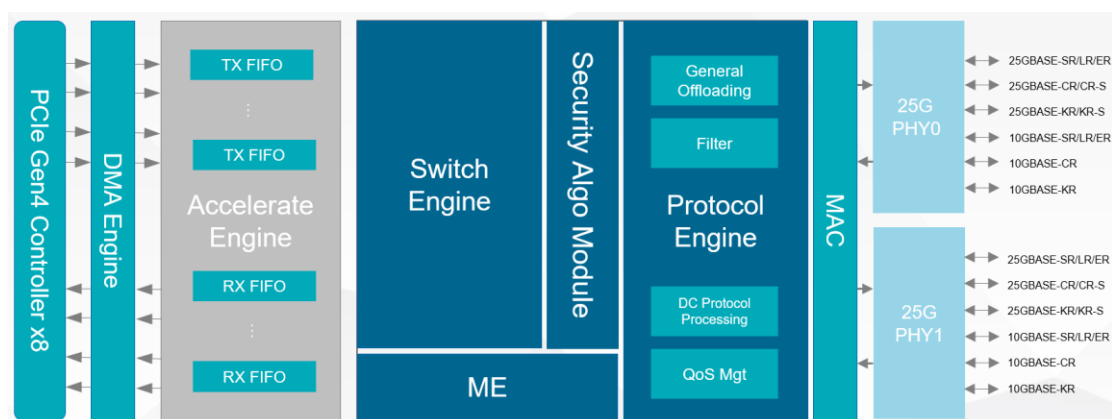 PCIe Gen4 Controller x8
DMA Engine
TX FIFO
TX FIFO
Accelerate
Engine
RX FIFO
RX FIFO
Switch
Engine
ME
Security Algo Module
General
Offloading
Filter
Protocol
Engine
DC Protocol
Processing
QoS Mgt
MAC
25G
PHY0
25GBASE-SR/LR/ER
25GBASE-CR/CR-S
25GBASE-KR/KR-S
10GBASE-SR/LR/ER
10GBASE-CR
10GBASE-KR
25G
PHY1
25GBASE-SR/LR/ER
25GBASE-CR/CR-S
25GBASE-KR/KR-S
10GBASE-SR/LR/ER
10GBASE-CR
10GBASE-KR